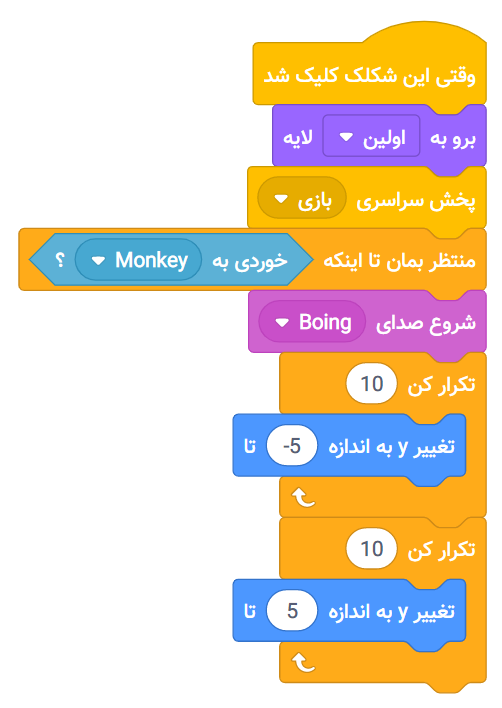 وقتی این شکلک کلیک شد
برو به اولین لایه
پخش سراسری بازی
منتظر بمان تا اینکه خوردی به Monkey ؟
شروع صدای Boing
تکرار کن 10
تغییر y به اندازه -5 تا
تکرار کن 10
تغییر y به اندازه 5 تا